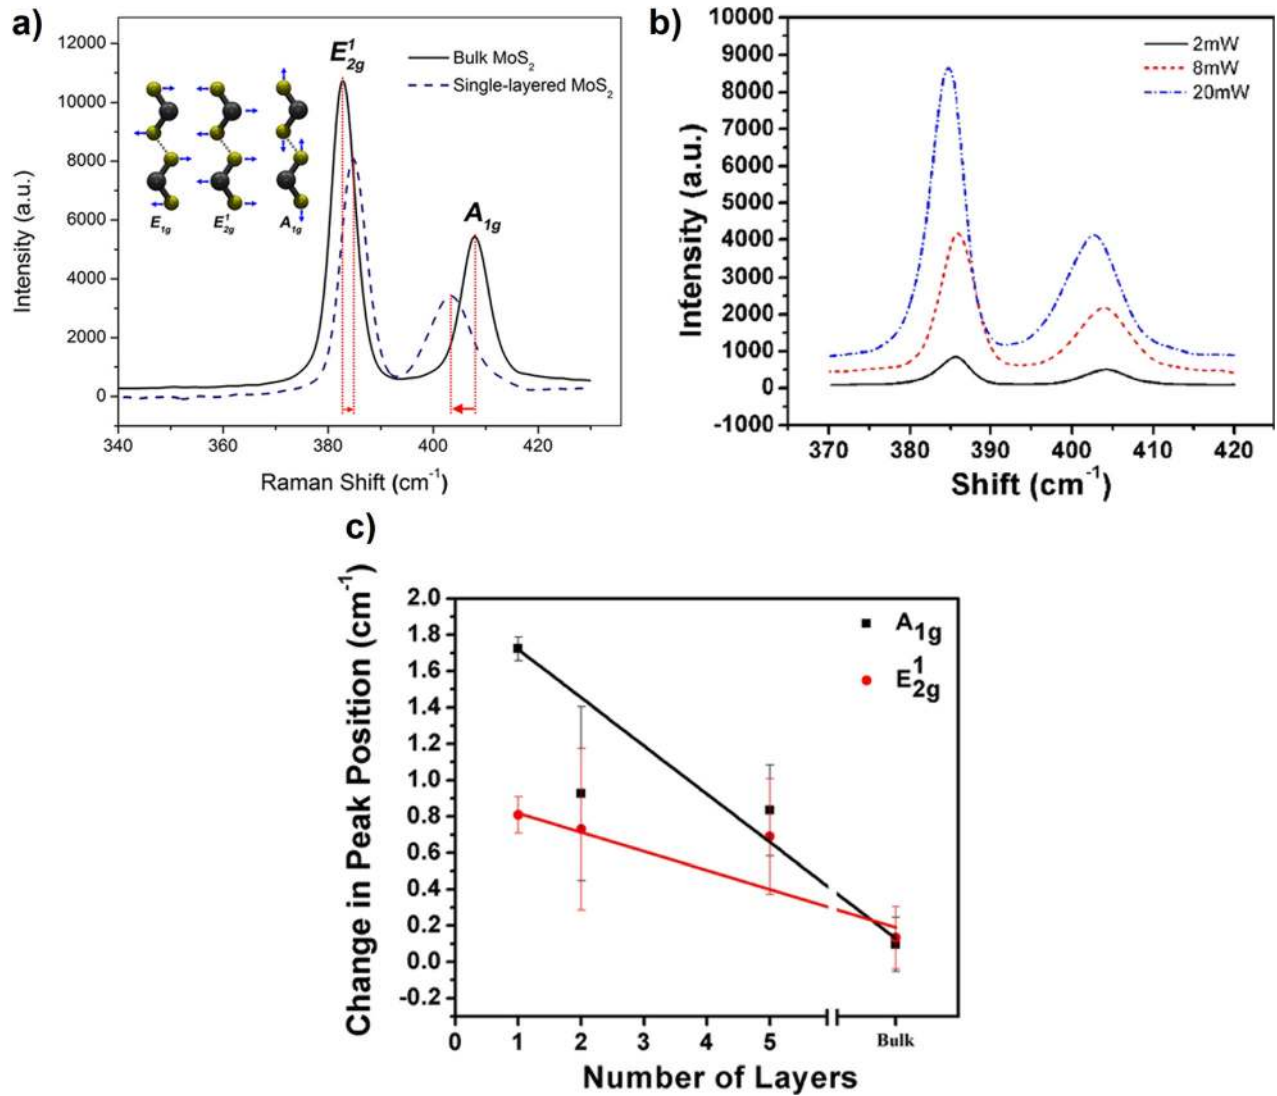 a)
12000
10000
8000
6000
4000
2000
0
Intensity (a.u.)
340
360
380
400
420
Raman Shift (cm⁻¹)
E¹₂g
A₁g
Bulk MoS₂
Single-layered MoS₂
E₁g
E¹₂g
A₁g
b)
10000
9000
8000
7000
6000
5000
4000
3000
2000
1000
0
-1000
Intensity (a.u.)
370
380
390
400
410
420
Shift (cm⁻¹)
2mW
8mW
20mW
c)
2.0
1.8
1.6
1.4
1.2
1.0
0.8
0.6
0.4
0.2
0.0
-0.2
Change in Peak Position (cm⁻¹)
A₁g
E¹₂g
0
1
2
3
4
5
Bulk
Number of Layers